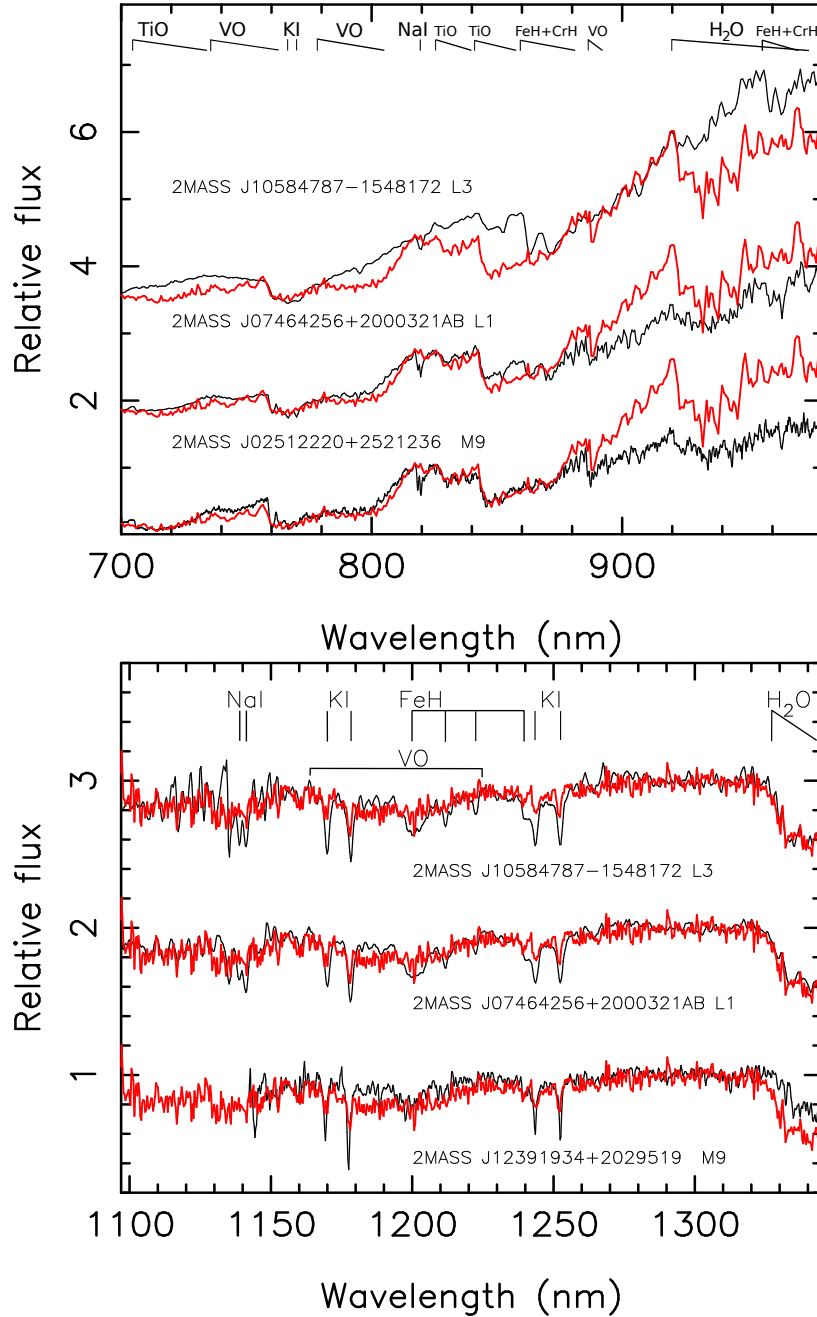 TiO VO KI VO NaI TiO TiO FeH+CrH VO H2O FeH+CrH
6
2MASS J10584787−1548172 L3
4
2MASS J07464256+2000321AB L1
2
2MASS J02512220+2521236 M9
Relative flux
700 800 900
Wavelength (nm)
NaI KI FeH KI H2O
VO
3
2MASS J10584787−1548172 L3
2
2MASS J07464256+2000321AB L1
1
2MASS J12391934+2029519 M9
Relative flux
1100 1150 1200 1250 1300
Wavelength (nm)